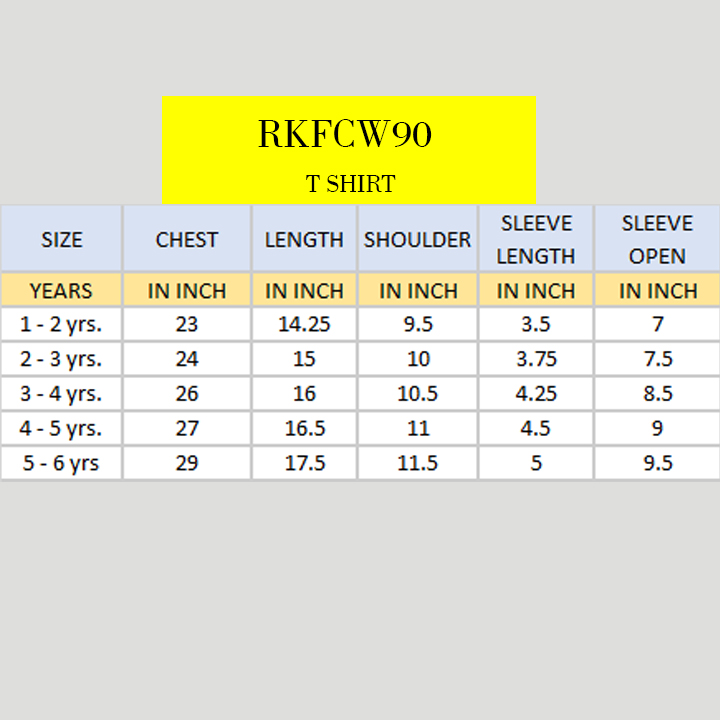 RKFCW90
T SHIRT
SIZE CHEST LENGTH SHOULDER SLEEVE LENGTH SLEEVE OPEN
YEARS IN INCH IN INCH IN INCH IN INCH IN INCH
1 - 2 yrs. 23 14.25 9.5 3.5 7
2 - 3 yrs. 24 15 10 3.75 7.5
3 - 4 yrs. 26 16 10.5 4.25 8.5
4 - 5 yrs. 27 16.5 11 4.5 9
5 - 6 yrs 29 17.5 11.5 5 9.5